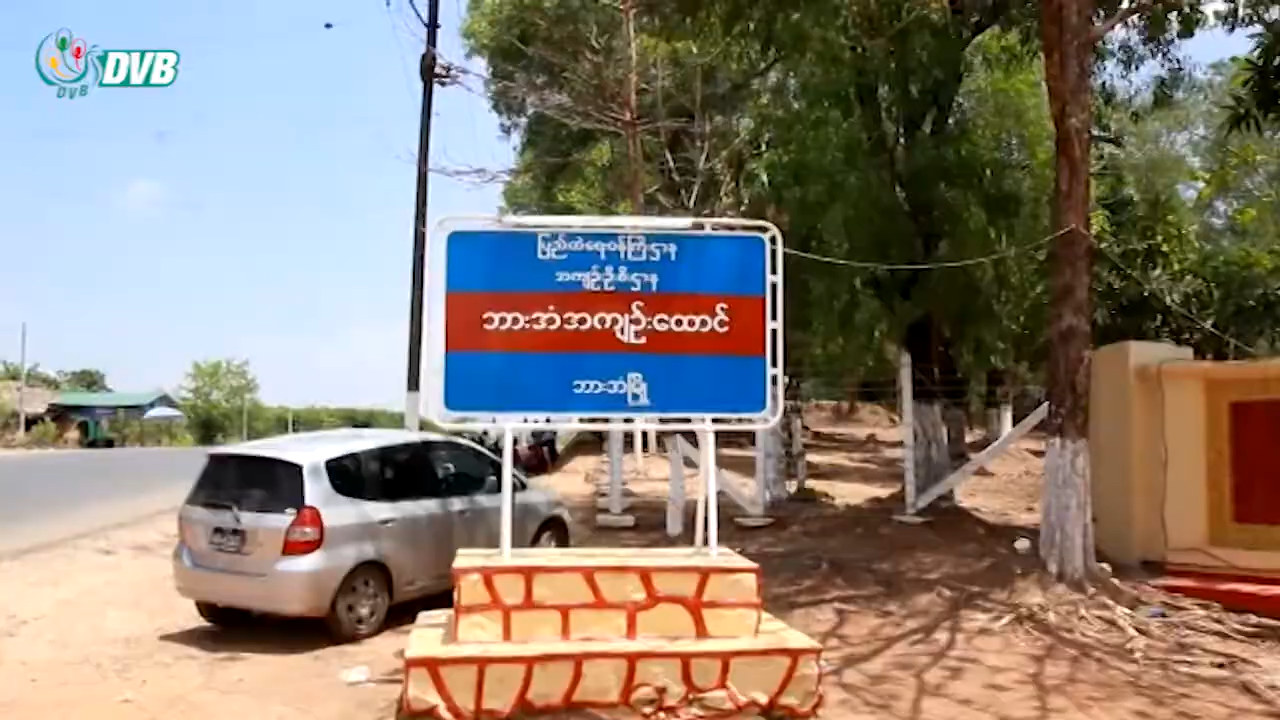 DVB
DVB
ပြည်ထဲရေးဝန်ကြီးဌာန
အကျဉ်းဦးစီးဌာန
ဘားအံအကျဉ်းထောင်
ဘားအံမြို့